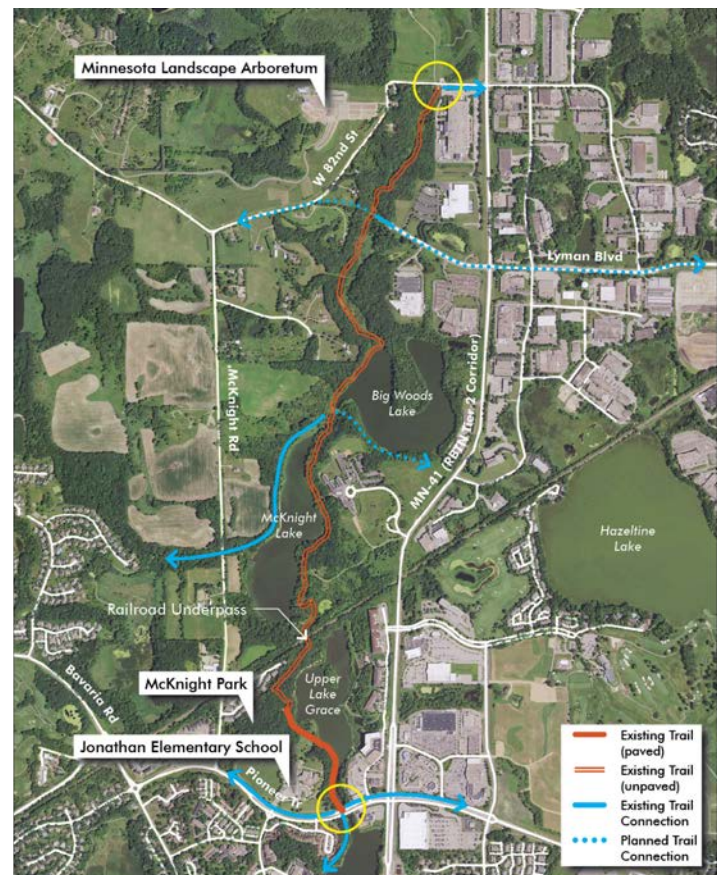 Minnesota Landscape Arboretum
W 82nd St
Lyman Blvd
McKnight Rd
Big Woods
Lake
MN-41 (RBTN Tier 2 Corridor)
McKnight
Lake
Hazeltine
Lake
Railroad Underpass
McKnight Park
Upper
Lake
Grace
Bavaria Rd
Jonathan Elementary School
Pioneer Tr
Existing Trail
(paved)
Existing Trail
(unpaved)
Existing Trail
Connection
Planned Trail
Connection